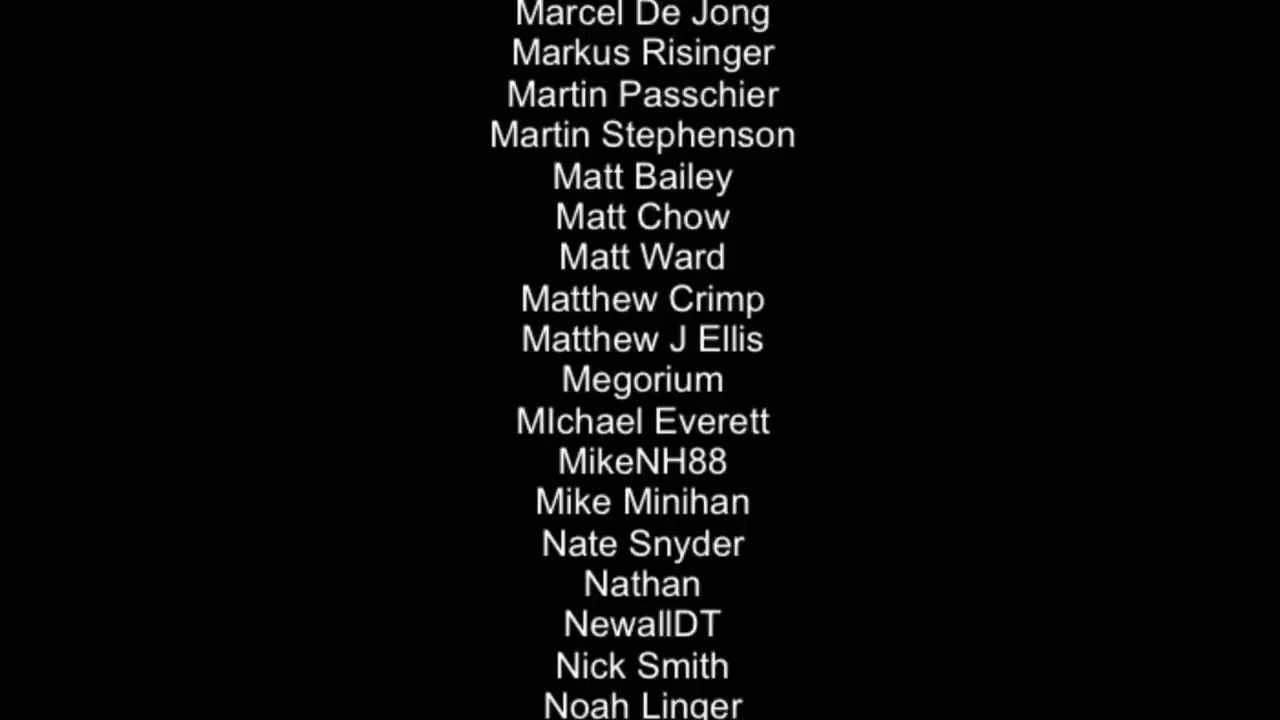 Marcel De Jong
Markus Risinger
Martin Passchier
Martin Stephenson
Matt Bailey
Matt Chow
Matt Ward
Matthew Crimp
Matthew J Ellis
Megorium
MIchael Everett
MikeNH88
Mike Minihan
Nate Snyder
Nathan
NewallDT
Nick Smith
Noah Linger